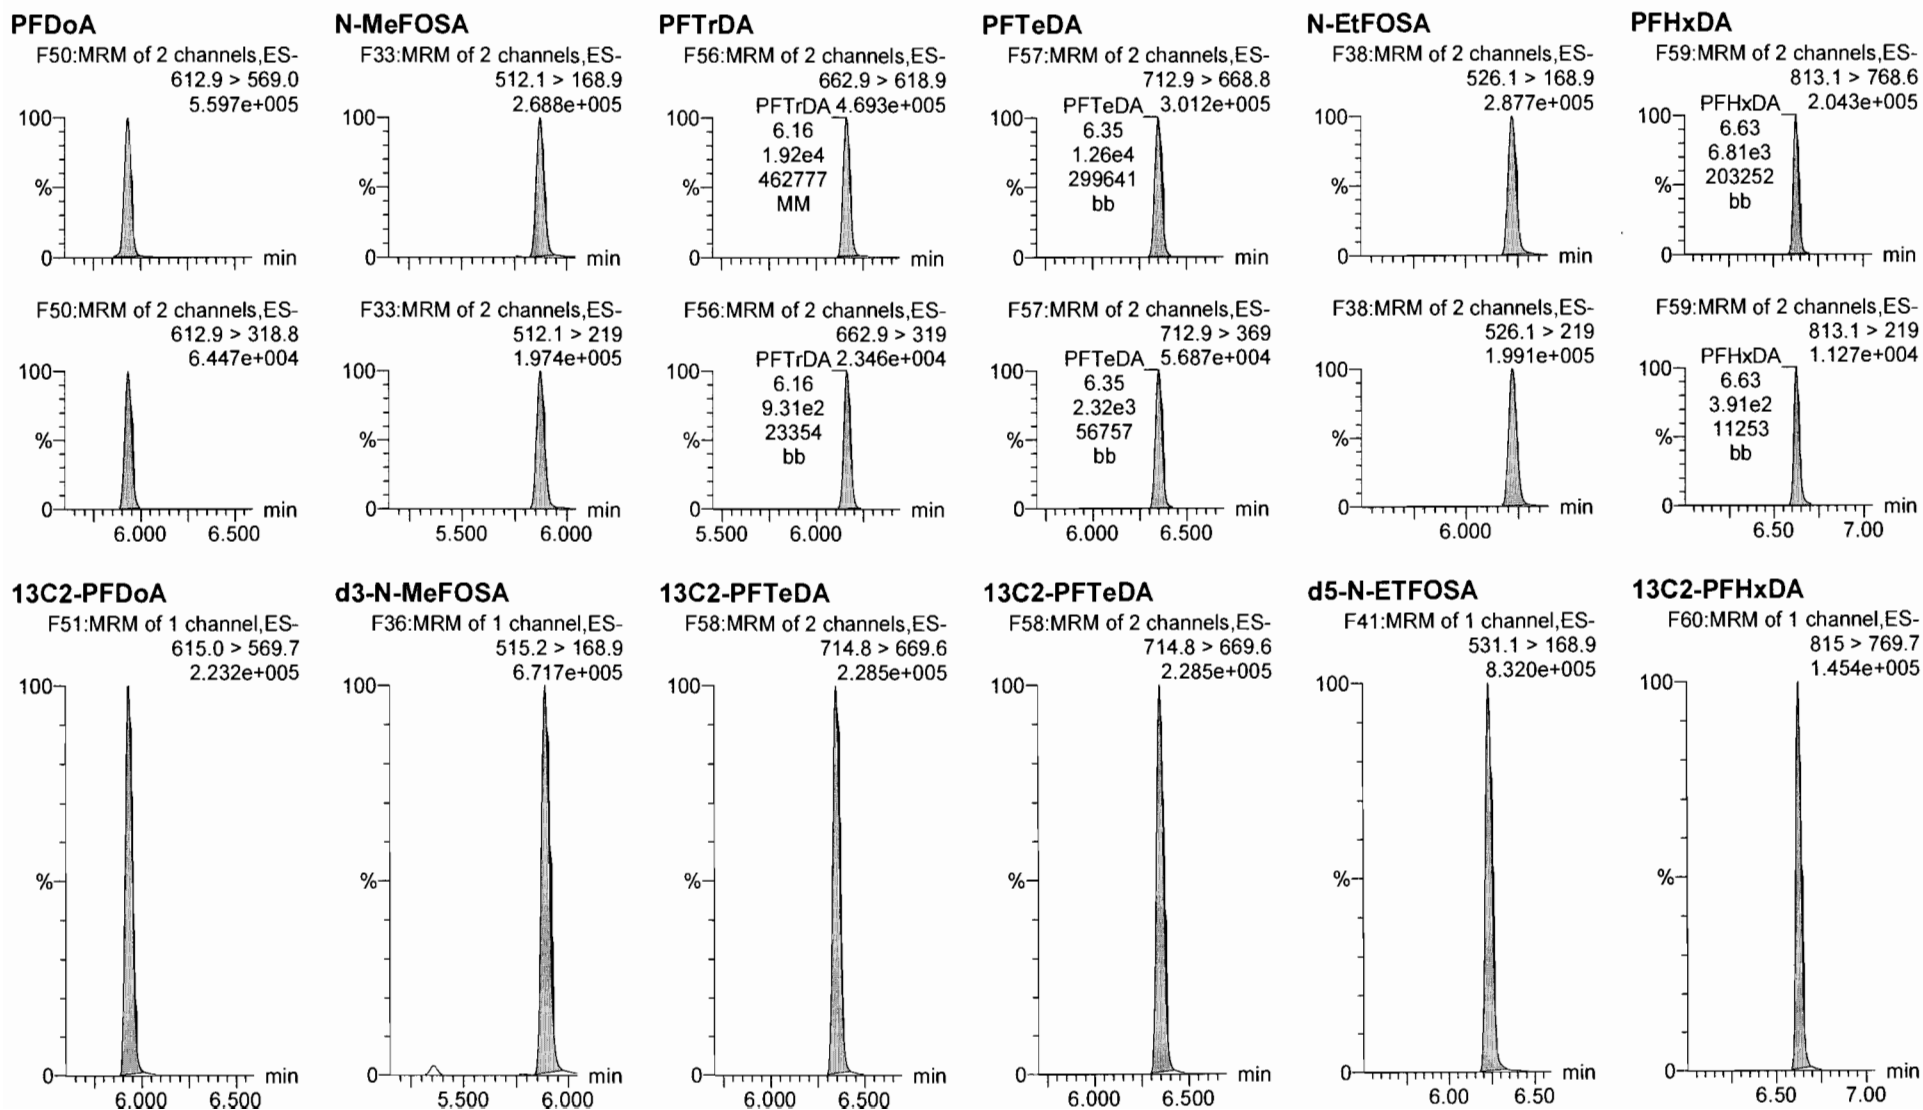 PFDoA
F50:MRM of 2 channels,ES-
612.9 > 569.0
5.597e+005
100
%
0
min
N-MeFOSA
F33:MRM of 2 channels,ES-
512.1 > 168.9
2.688e+005
100
%
0
min
PFTrDA
F56:MRM of 2 channels,ES-
662.9 > 618.9
PFTrDA 4.693e+005
6.16
1.92e4
462777
MM
100
%
0
min
PFTeDA
F57:MRM of 2 channels,ES-
712.9 > 668.8
PFTeDA 3.012e+005
6.35
1.26e4
299641
bb
100
%
0
min
N-EtFOSA
F38:MRM of 2 channels,ES-
526.1 > 168.9
2.877e+005
100
%
0
min
PFHxDA
F59:MRM of 2 channels,ES-
813.1 > 768.6
PFHxDA 2.043e+005
6.63
6.81e3
203252
bb
100
%
0
min
F50:MRM of 2 channels,ES-
612.9 > 318.8
6.447e+004
100
%
0
min
6.000 6.500
F33:MRM of 2 channels,ES-
512.1 > 219
1.974e+005
100
%
0
min
5.500 6.000
F56:MRM of 2 channels,ES-
662.9 > 319
PFTrDA 2.346e+004
6.16
9.31e2
23354
bb
100
%
0
min
5.500 6.000
F57:MRM of 2 channels,ES-
712.9 > 369
PFTeDA 5.687e+004
6.35
2.32e3
56757
bb
100
%
0
min
6.000 6.500
F38:MRM of 2 channels,ES-
526.1 > 219
1.991e+005
100
%
0
min
6.000
F59:MRM of 2 channels,ES-
813.1 > 219
PFHxDA 1.127e+004
6.63
3.91e2
11253
bb
100
%
0
min
6.50 7.00
13C2-PFDoA
F51:MRM of 1 channel,ES-
615.0 > 569.7
2.232e+005
100
%
0
min
6.000 6.500
d3-N-MeFOSA
F36:MRM of 1 channel,ES-
515.2 > 168.9
6.717e+005
100
%
0
min
5.500 6.000
13C2-PFTeDA
F58:MRM of 2 channels,ES-
714.8 > 669.6
2.285e+005
100
%
0
min
6.000 6.500
13C2-PFTeDA
F58:MRM of 2 channels,ES-
714.8 > 669.6
2.285e+005
100
%
0
min
6.000 6.500
d5-N-ETFOSA
F41:MRM of 1 channel,ES-
531.1 > 168.9
8.320e+005
100
%
0
min
6.00 6.50
13C2-PFHxDA
F60:MRM of 1 channel,ES-
815 > 769.7
1.454e+005
100
%
0
min
6.50 7.00